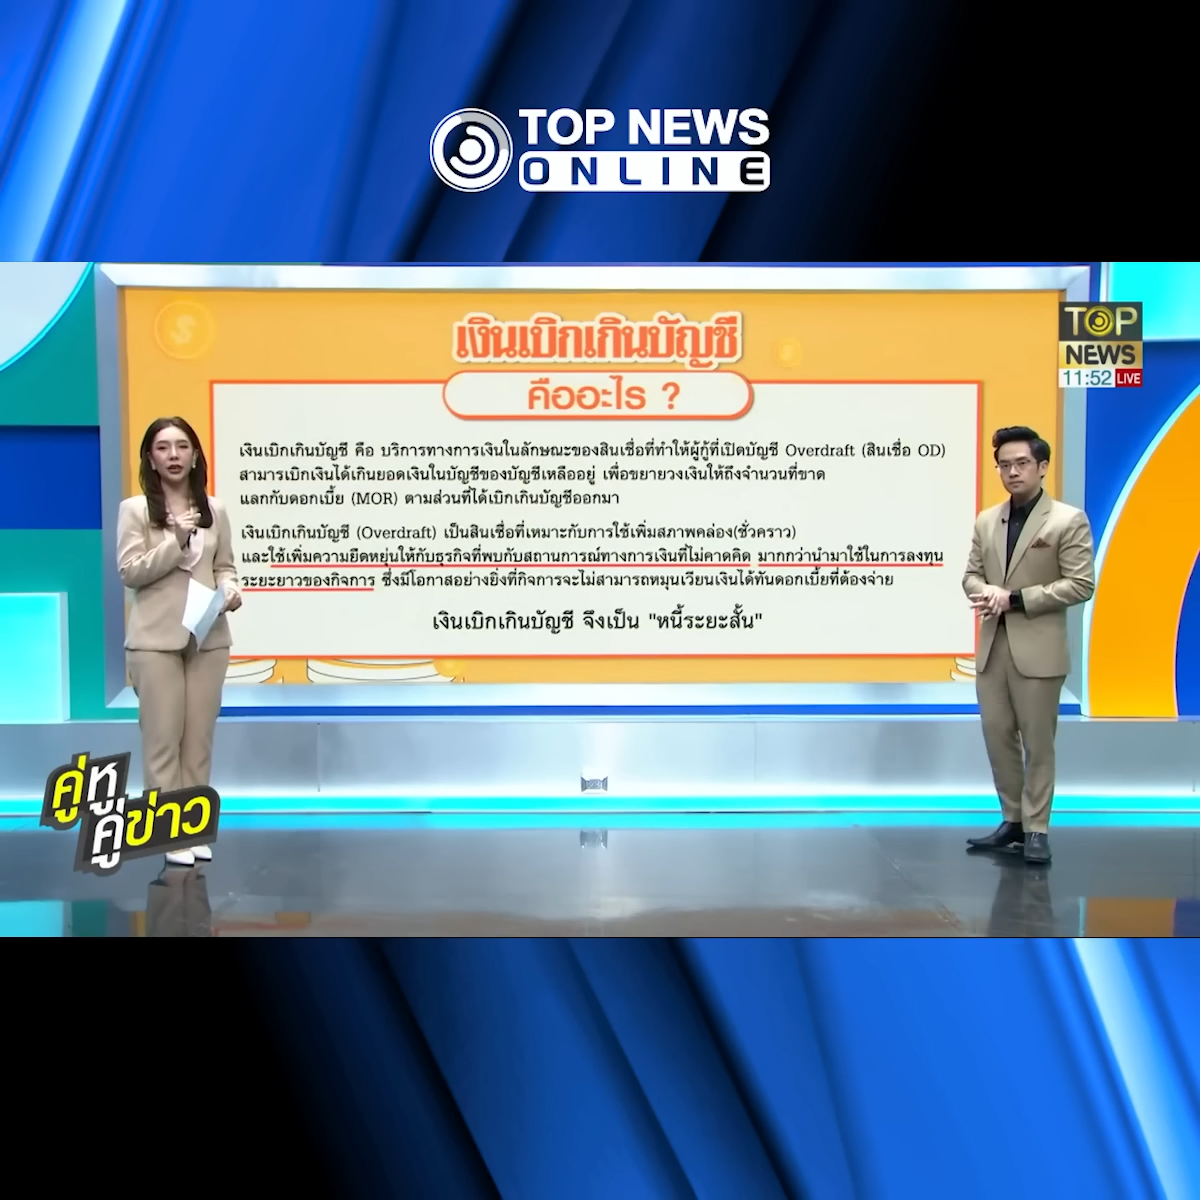 TOP NEWS
ONLINE
เงินเบิกเกินบัญชี
คืออะไร ?
TOP
NEWS
11:52 LIVE
เงินเบิกเกินบัญชี คือ บริการทางการเงินในลักษณะของสินเชื่อที่ทำให้ผู้กู้ที่เปิดบัญชี Overdraft (สินเชื่อ OD)
สามารเบิกเงินได้เกินยอดเงินในบัญชีของบัญชีเหลืออยู่ เพื่อขยายวงเงินให้ถึงจำนวนที่ขาด
แลกกับดอกเบี้ย (MOR) ตามส่วนที่ได้เบิกเกินบัญชีออกมา
เงินเบิกเกินบัญชี (Overdraft) เป็นสินเชื่อที่เหมาะกับการใช้เพิ่มสภาพคล่อง(ชั่วคราว)
และใช้เพิ่มความยืดหยุ่นให้กับธุรกิจที่พบกับสถานการณ์ทางการเงินที่ไม่คาดคิด มากกว่านำมาใช้ในการลงทุน
ระยะยาวของกิจการ ซึ่งมีโอกาสอย่างยิ่งที่กิจการจะไม่สามารถหมุนเวียนเงินได้ทันดอกเบี้ยที่ต้องจ่าย
เงินเบิกเกินบัญชี จึงเป็น "หนี้ระยะสั้น"
คู่หู
คู่ข่าว